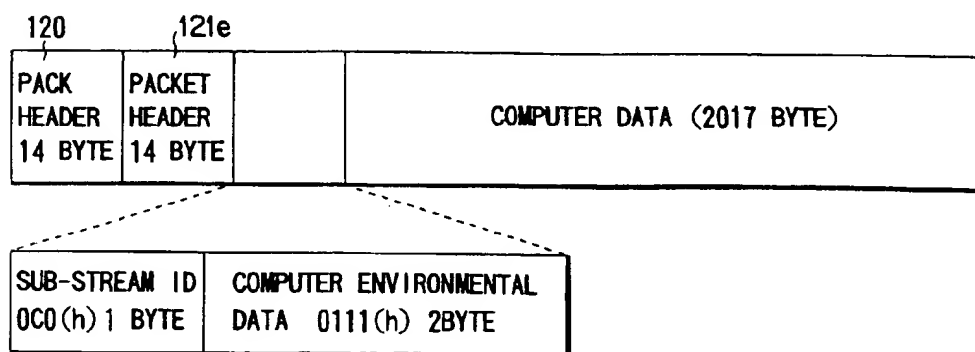 120
121e
PACK
HEADER
14 BYTE
PACKET
HEADER
14 BYTE
COMPUTER DATA (2017 BYTE)
SUB-STREAM ID
0C0(h) 1 BYTE
COMPUTER ENVIRONMENTAL
DATA 0111(h) 2BYTE